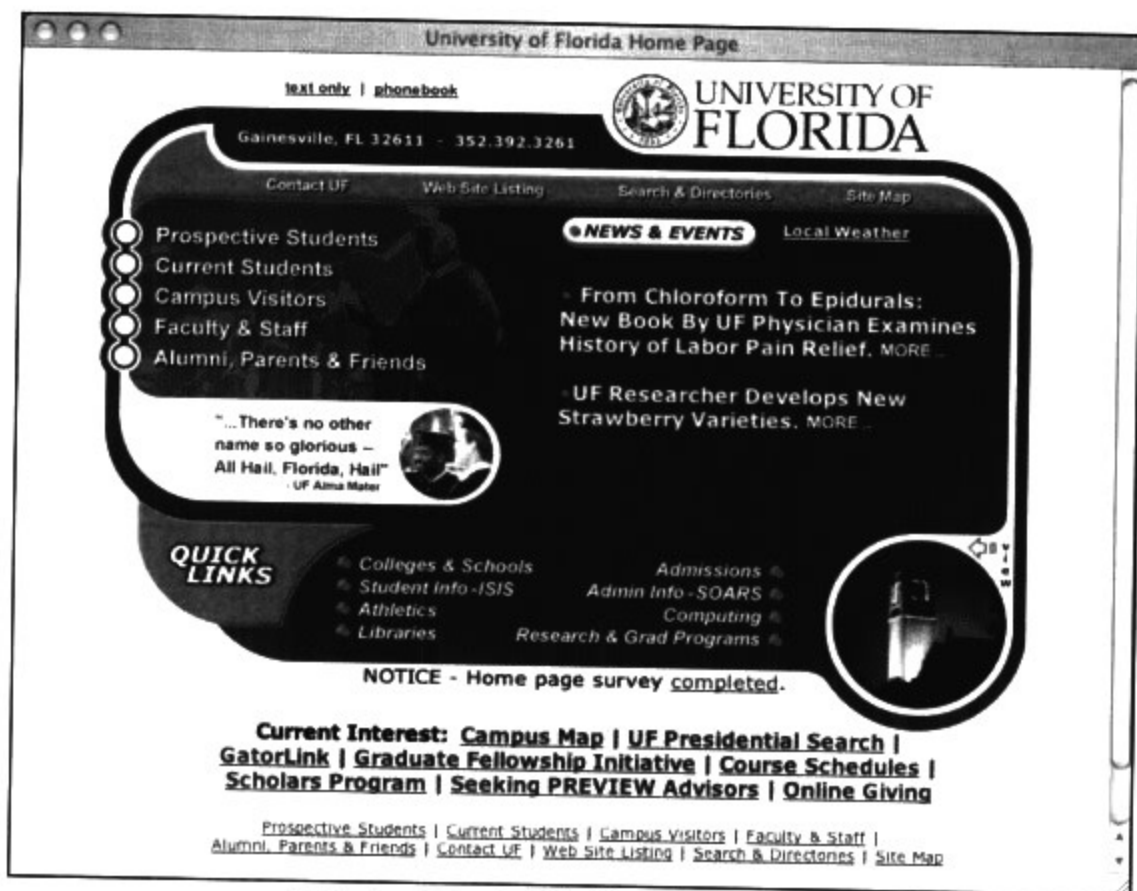 University of Florida Home Page
text only | phonebook
UNIVERSITY OF
FLORIDA
Gainesville, FL 32611 - 352.392.3261
Contact UF Web Site Listing Search & Directories Site Map
Prospective Students
Current Students
Campus Visitors
Faculty & Staff
Alumni, Parents & Friends
NEWS & EVENTS Local Weather
From Chloroform To Epidurals:
New Book By UF Physician Examines
History of Labor Pain Relief. MORE...
UF Researcher Develops New
Strawberry Varieties. MORE...
"...There's no other
name so glorious –
All Hail, Florida, Hail"
- UF Alma Mater
QUICK
LINKS
Colleges & Schools
Student Info-ISIS
Athletics
Libraries
Admissions
Admin Info-SOARS
Computing
Research & Grad Programs
view
NOTICE - Home page survey completed.
Current Interest: Campus Map | UF Presidential Search |
GatorLink | Graduate Fellowship Initiative | Course Schedules |
Scholars Program | Seeking PREVIEW Advisors | Online Giving
Prospective Students | Current Students | Campus Visitors | Faculty & Staff |
Alumni, Parents & Friends | Contact UF | Web Site Listing | Search & Directories | Site Map